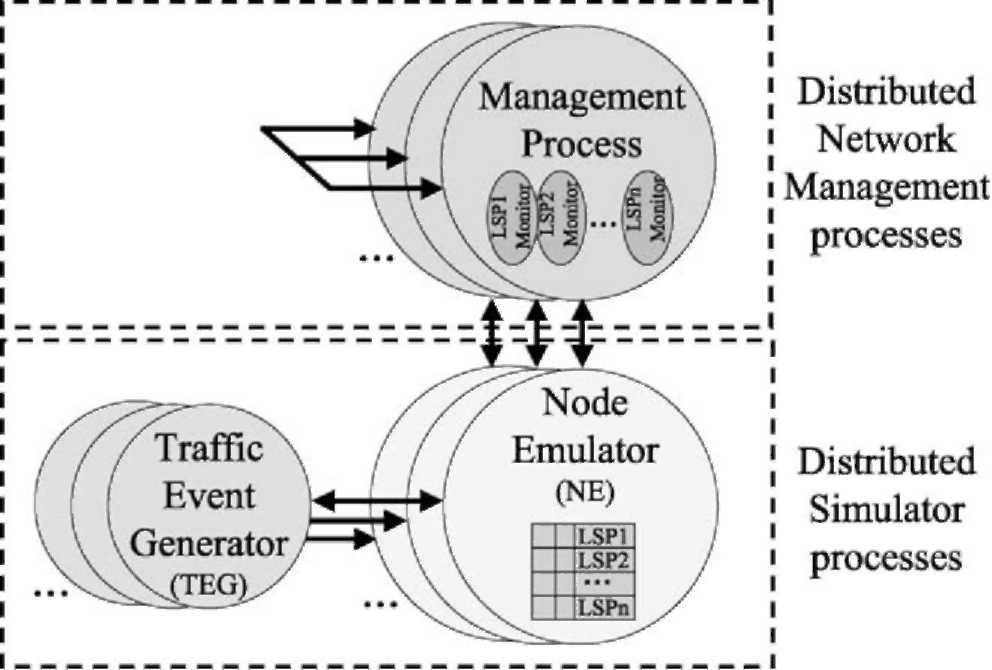 Management
Process
LSP1
Monitor
LSP2
Monitor
...
LSPn
Monitor
...
Distributed
Network
Management
processes
Traffic
Event
Generator
(TEG)
...
Node
Emulator
(NE)
LSP1
LSP2
...
LSPn
...
Distributed
Simulator
processes